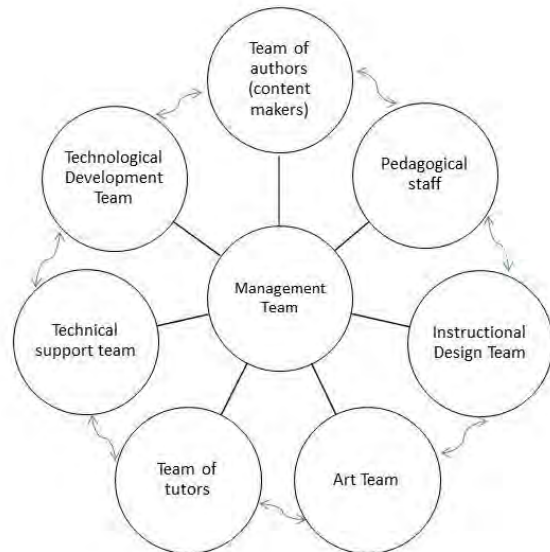 Team of
authors
(content
makers)
Technological
Development
Team
Pedagogical
staff
Management
Team
Technical
support team
Instructional
Design Team
Team of
tutors
Art Team